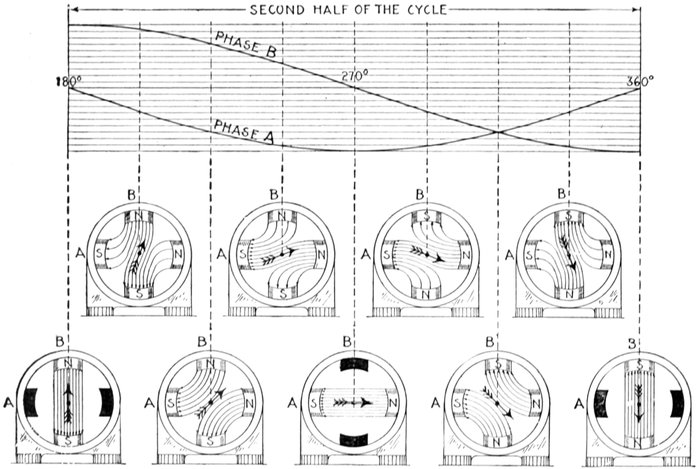 SECOND HALF OF THE CYCLE
PHASE B
180° 270° 360°
PHASE A
B B B B
N N S S
A S N A S N A S N A S N
S S N N
B B B B B
N N S S
A A S N A S N A S N A
S S N N